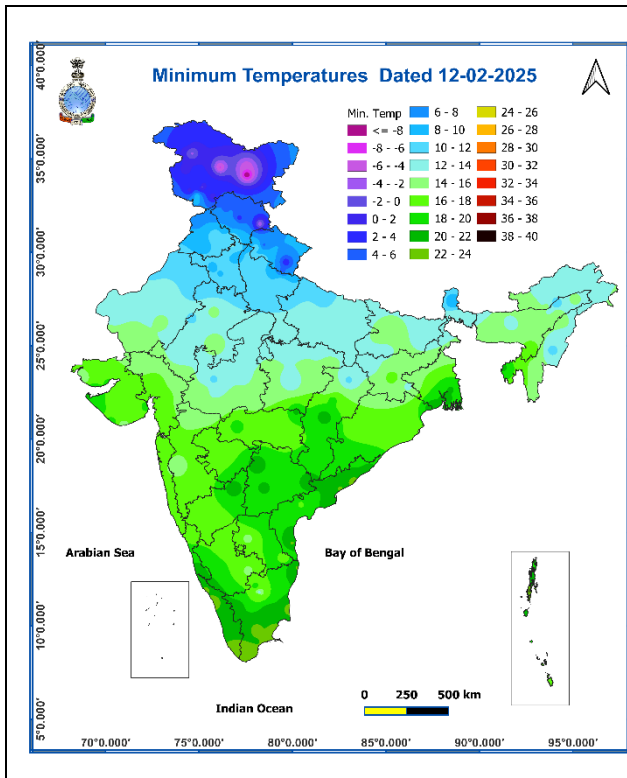 Minimum Temperatures Dated 12-02-2025
Min. Temp
<= -8
-8 - -6
-6 - -4
-4 - -2
-2 - 0
0 - 2
2 - 4
4 - 6
6 - 8
8 - 10
10 - 12
12 - 14
14 - 16
16 - 18
18 - 20
20 - 22
22 - 24
24 - 26
26 - 28
28 - 30
30 - 32
32 - 34
34 - 36
36 - 38
38 - 40
40°0.000'
35°0.000'
30°0.000'
25°0.000'
20°0.000'
15°0.000'
10°0.000'
5°0.000'
Arabian Sea
Bay of Bengal
Indian Ocean
0 250 500 km
70°0.000' 75°0.000' 80°0.000' 85°0.000' 90°0.000' 95°0.000'